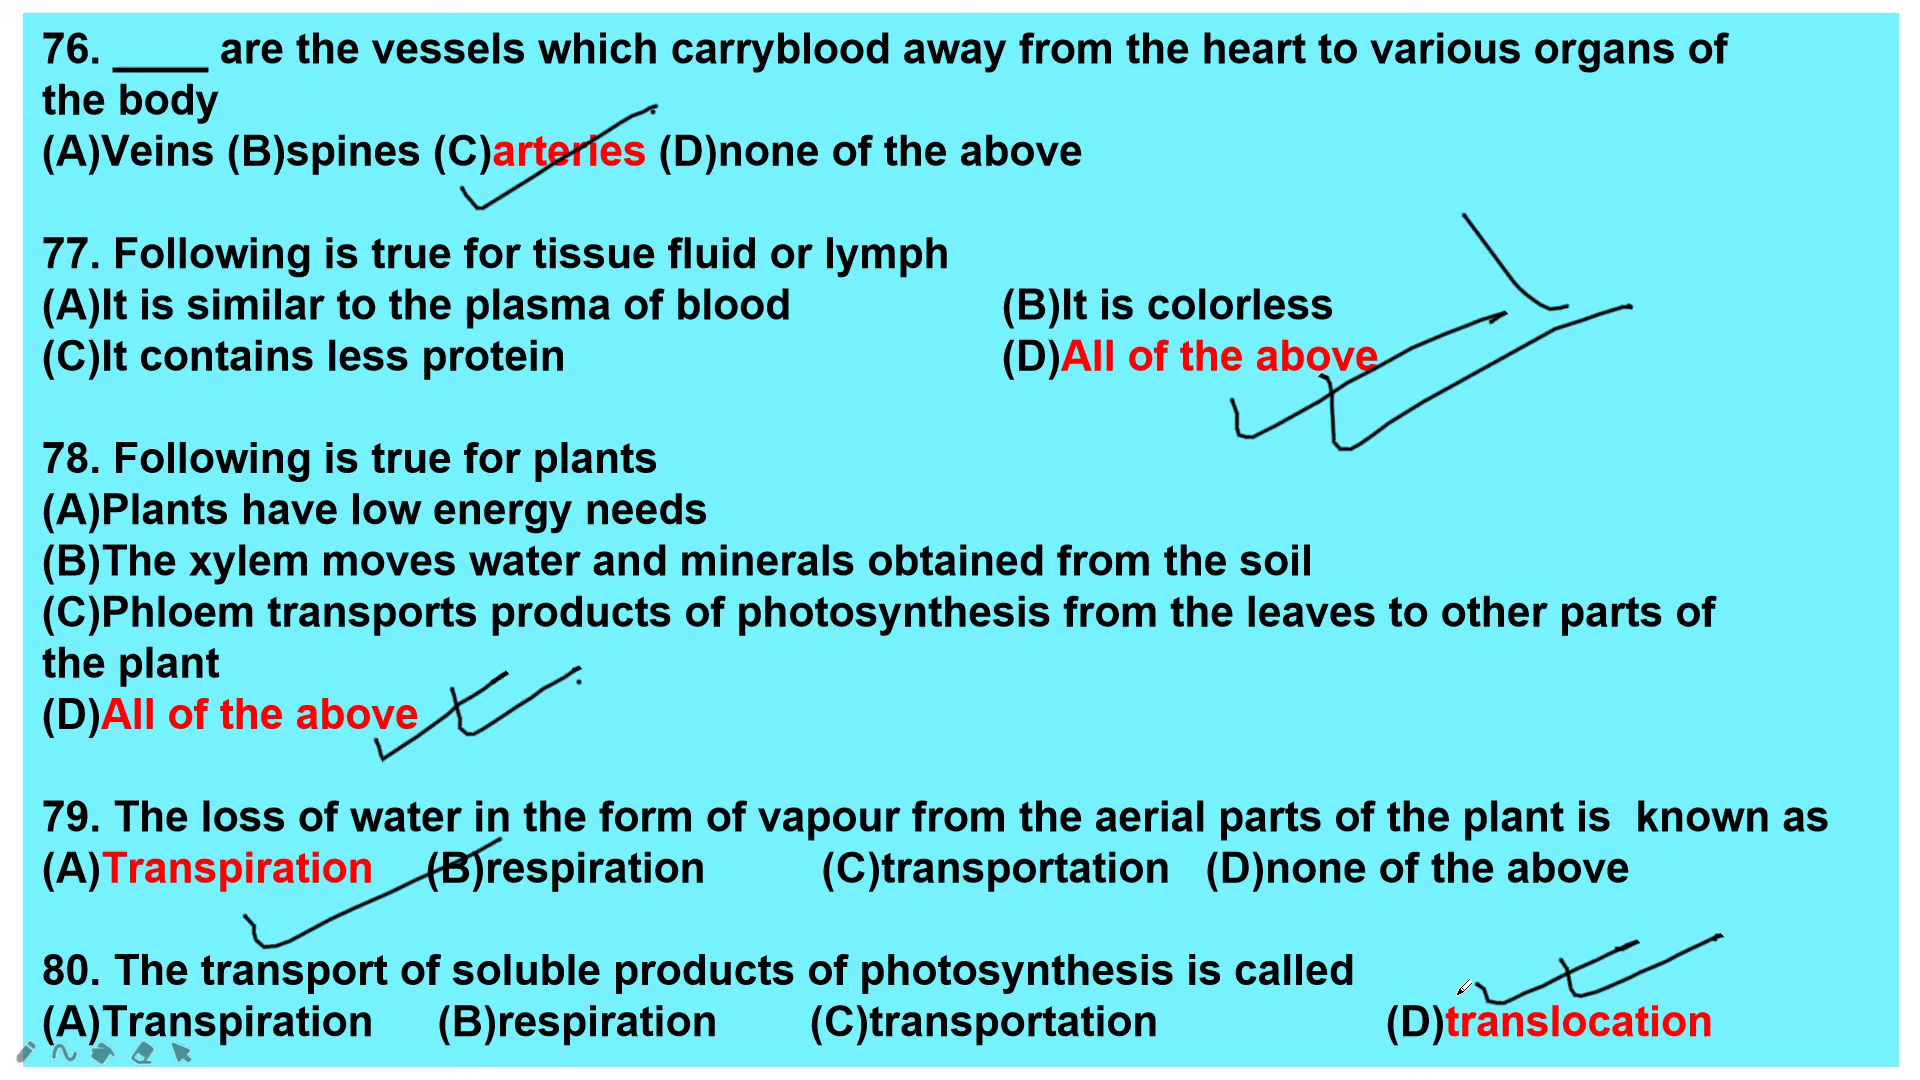 76. ____ are the vessels which carryblood away from the heart to various organs of
the body
(A)Veins (B)spines (C)arteries (D)none of the above
77. Following is true for tissue fluid or lymph
(A)It is similar to the plasma of blood (B)It is colorless
(C)It contains less protein (D)All of the above
78. Following is true for plants
(A)Plants have low energy needs
(B)The xylem moves water and minerals obtained from the soil
(C)Phloem transports products of photosynthesis from the leaves to other parts of
the plant
(D)All of the above
79. The loss of water in the form of vapour from the aerial parts of the plant is  known as
(A)Transpiration (B)respiration (C)transportation (D)none of the above
80. The transport of soluble products of photosynthesis is called
(A)Transpiration (B)respiration (C)transportation (D)translocation